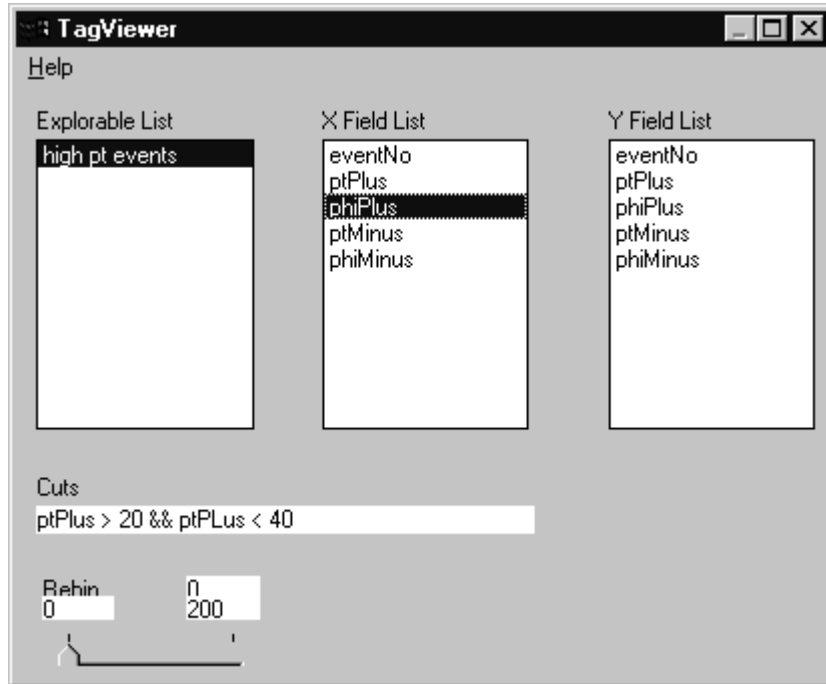 TagViewer
Help
Explorable List
high pt events
X Field List
eventNo
ptPlus
phiPlus
ptMinus
phiMinus
Y Field List
eventNo
ptPlus
phiPlus
ptMinus
phiMinus
Cuts
ptPlus > 20 && ptPLus < 40
Rebin
0
0
200